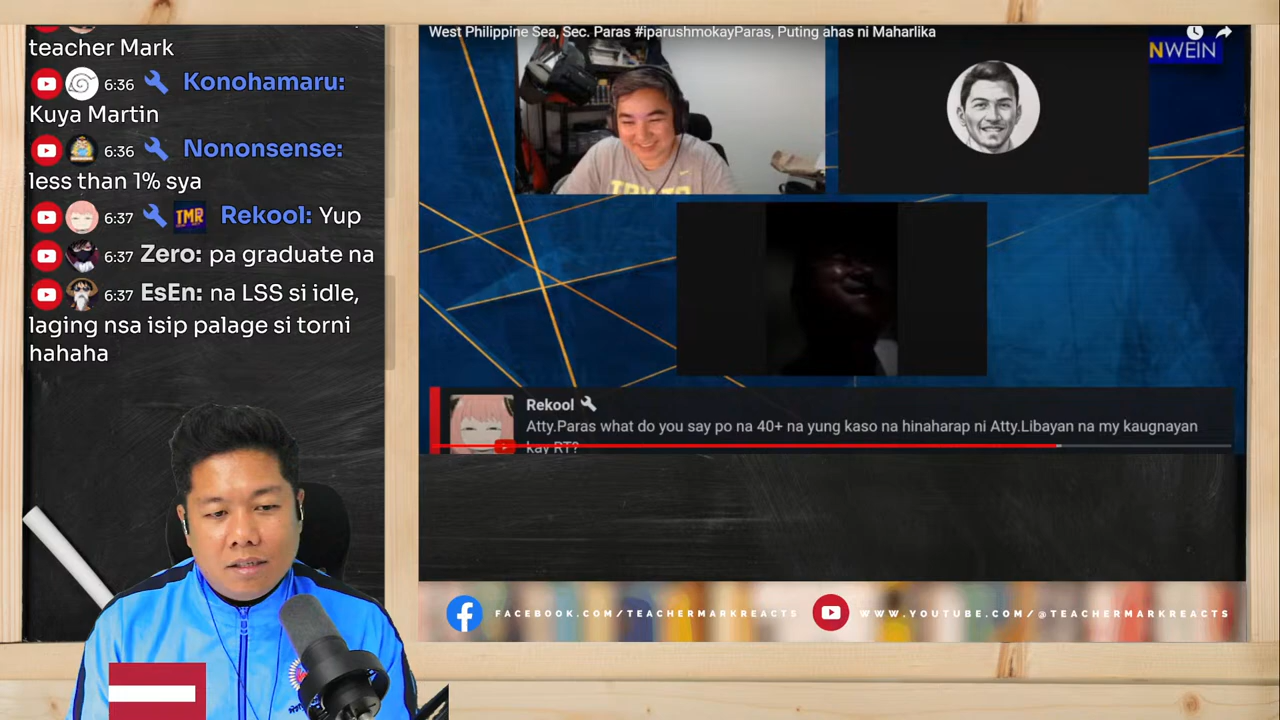 teacher Mark
6:36 Konohamaru:
Kuya Martin
6:36 Nononsense:
less than 1% sya
6:37 TMR Rekool: Yup
6:37 Zero: pa graduate na
6:37 EsEn: na LSS si idle,
laging nsa isip palage si torni
hahaha
West Philippine Sea, Sec. Paras #iparushmokayParas, Puting ahas ni Maharlika
NWEIN
Rekool
Atty.Paras what do you say po na 40+ na yung kaso na hinaharap ni Atty.Libayan na my kaugnayan
kay RT?
FACEBOOK.COM/TEACHERMARKREACTS
WWW.YOUTUBE.COM/@TEACHERMARKREACTS